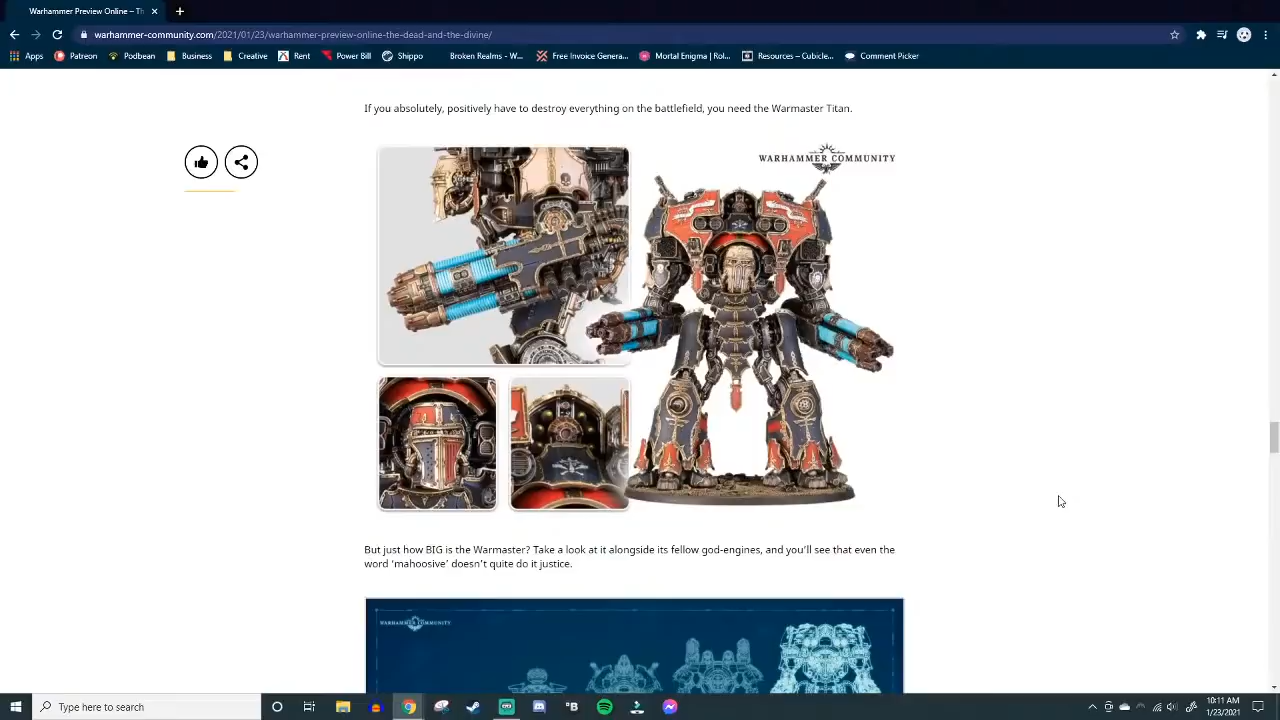 Warhammer Preview Online – Th
warhammer-community.com/2021/01/23/warhammer-preview-online-the-dead-and-the-divine/
Apps Patreon Podbean Business Creative Rent Power Bill Shippo Broken Realms - W... Free Invoice Genera... Mortal Enigma | Rol... Resources – Cubicle... Comment Picker
If you absolutely, positively have to destroy everything on the battlefield, you need the Warmaster Titan.
WARHAMMER COMMUNITY
But just how BIG is the Warmaster? Take a look at it alongside its fellow god-engines, and you'll see that even the
word 'mahoosive' doesn't quite do it justice.
WARHAMMER COMMUNITY
Type here to search
10:11 AM
1/23/2021